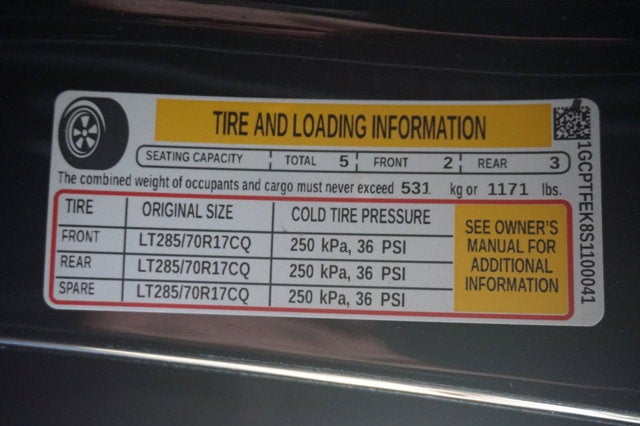 TIRE AND LOADING INFORMATION
SEATING CAPACITY TOTAL 5 FRONT 2 REAR 3
The combined weight of occupants and cargo must never exceed 531 kg or 1171 lbs.
TIRE ORIGINAL SIZE COLD TIRE PRESSURE
FRONT LT285/70R17CQ 250 kPa, 36 PSI
REAR LT285/70R17CQ 250 kPa, 36 PSI
SPARE LT285/70R17CQ 250 kPa, 36 PSI
SEE OWNER'S
MANUAL FOR
ADDITIONAL
INFORMATION
1GCPTFEK8S1100041